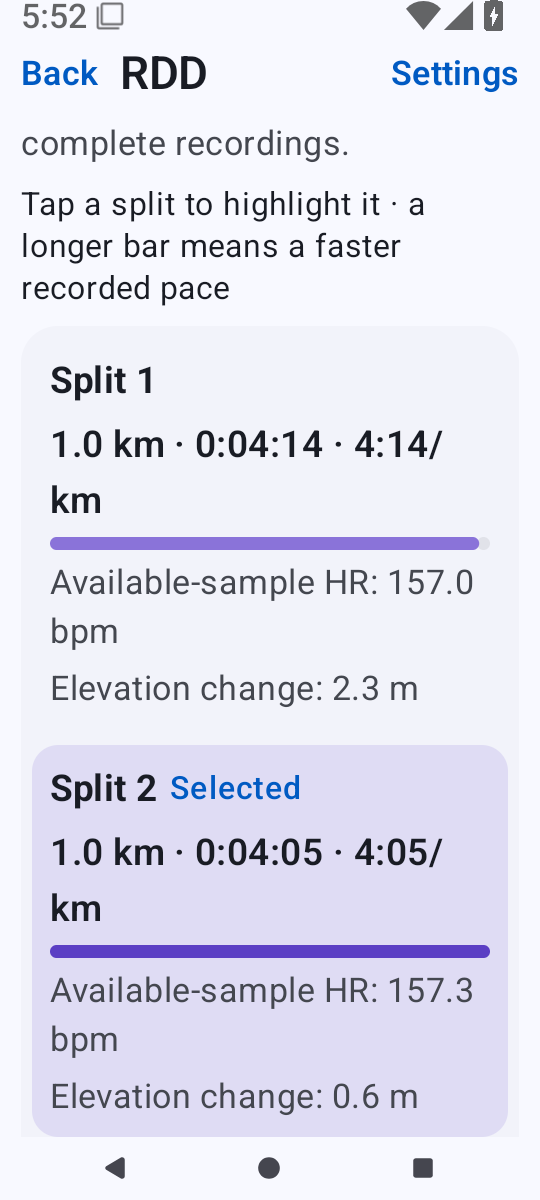 5:52
Back RDD Settings
complete recordings.
Tap a split to highlight it · a
longer bar means a faster
recorded pace
Split 1
1.0 km · 0:04:14 · 4:14/
km
Available-sample HR: 157.0
bpm
Elevation change: 2.3 m
Split 2 Selected
1.0 km · 0:04:05 · 4:05/
km
Available-sample HR: 157.3
bpm
Elevation change: 0.6 m